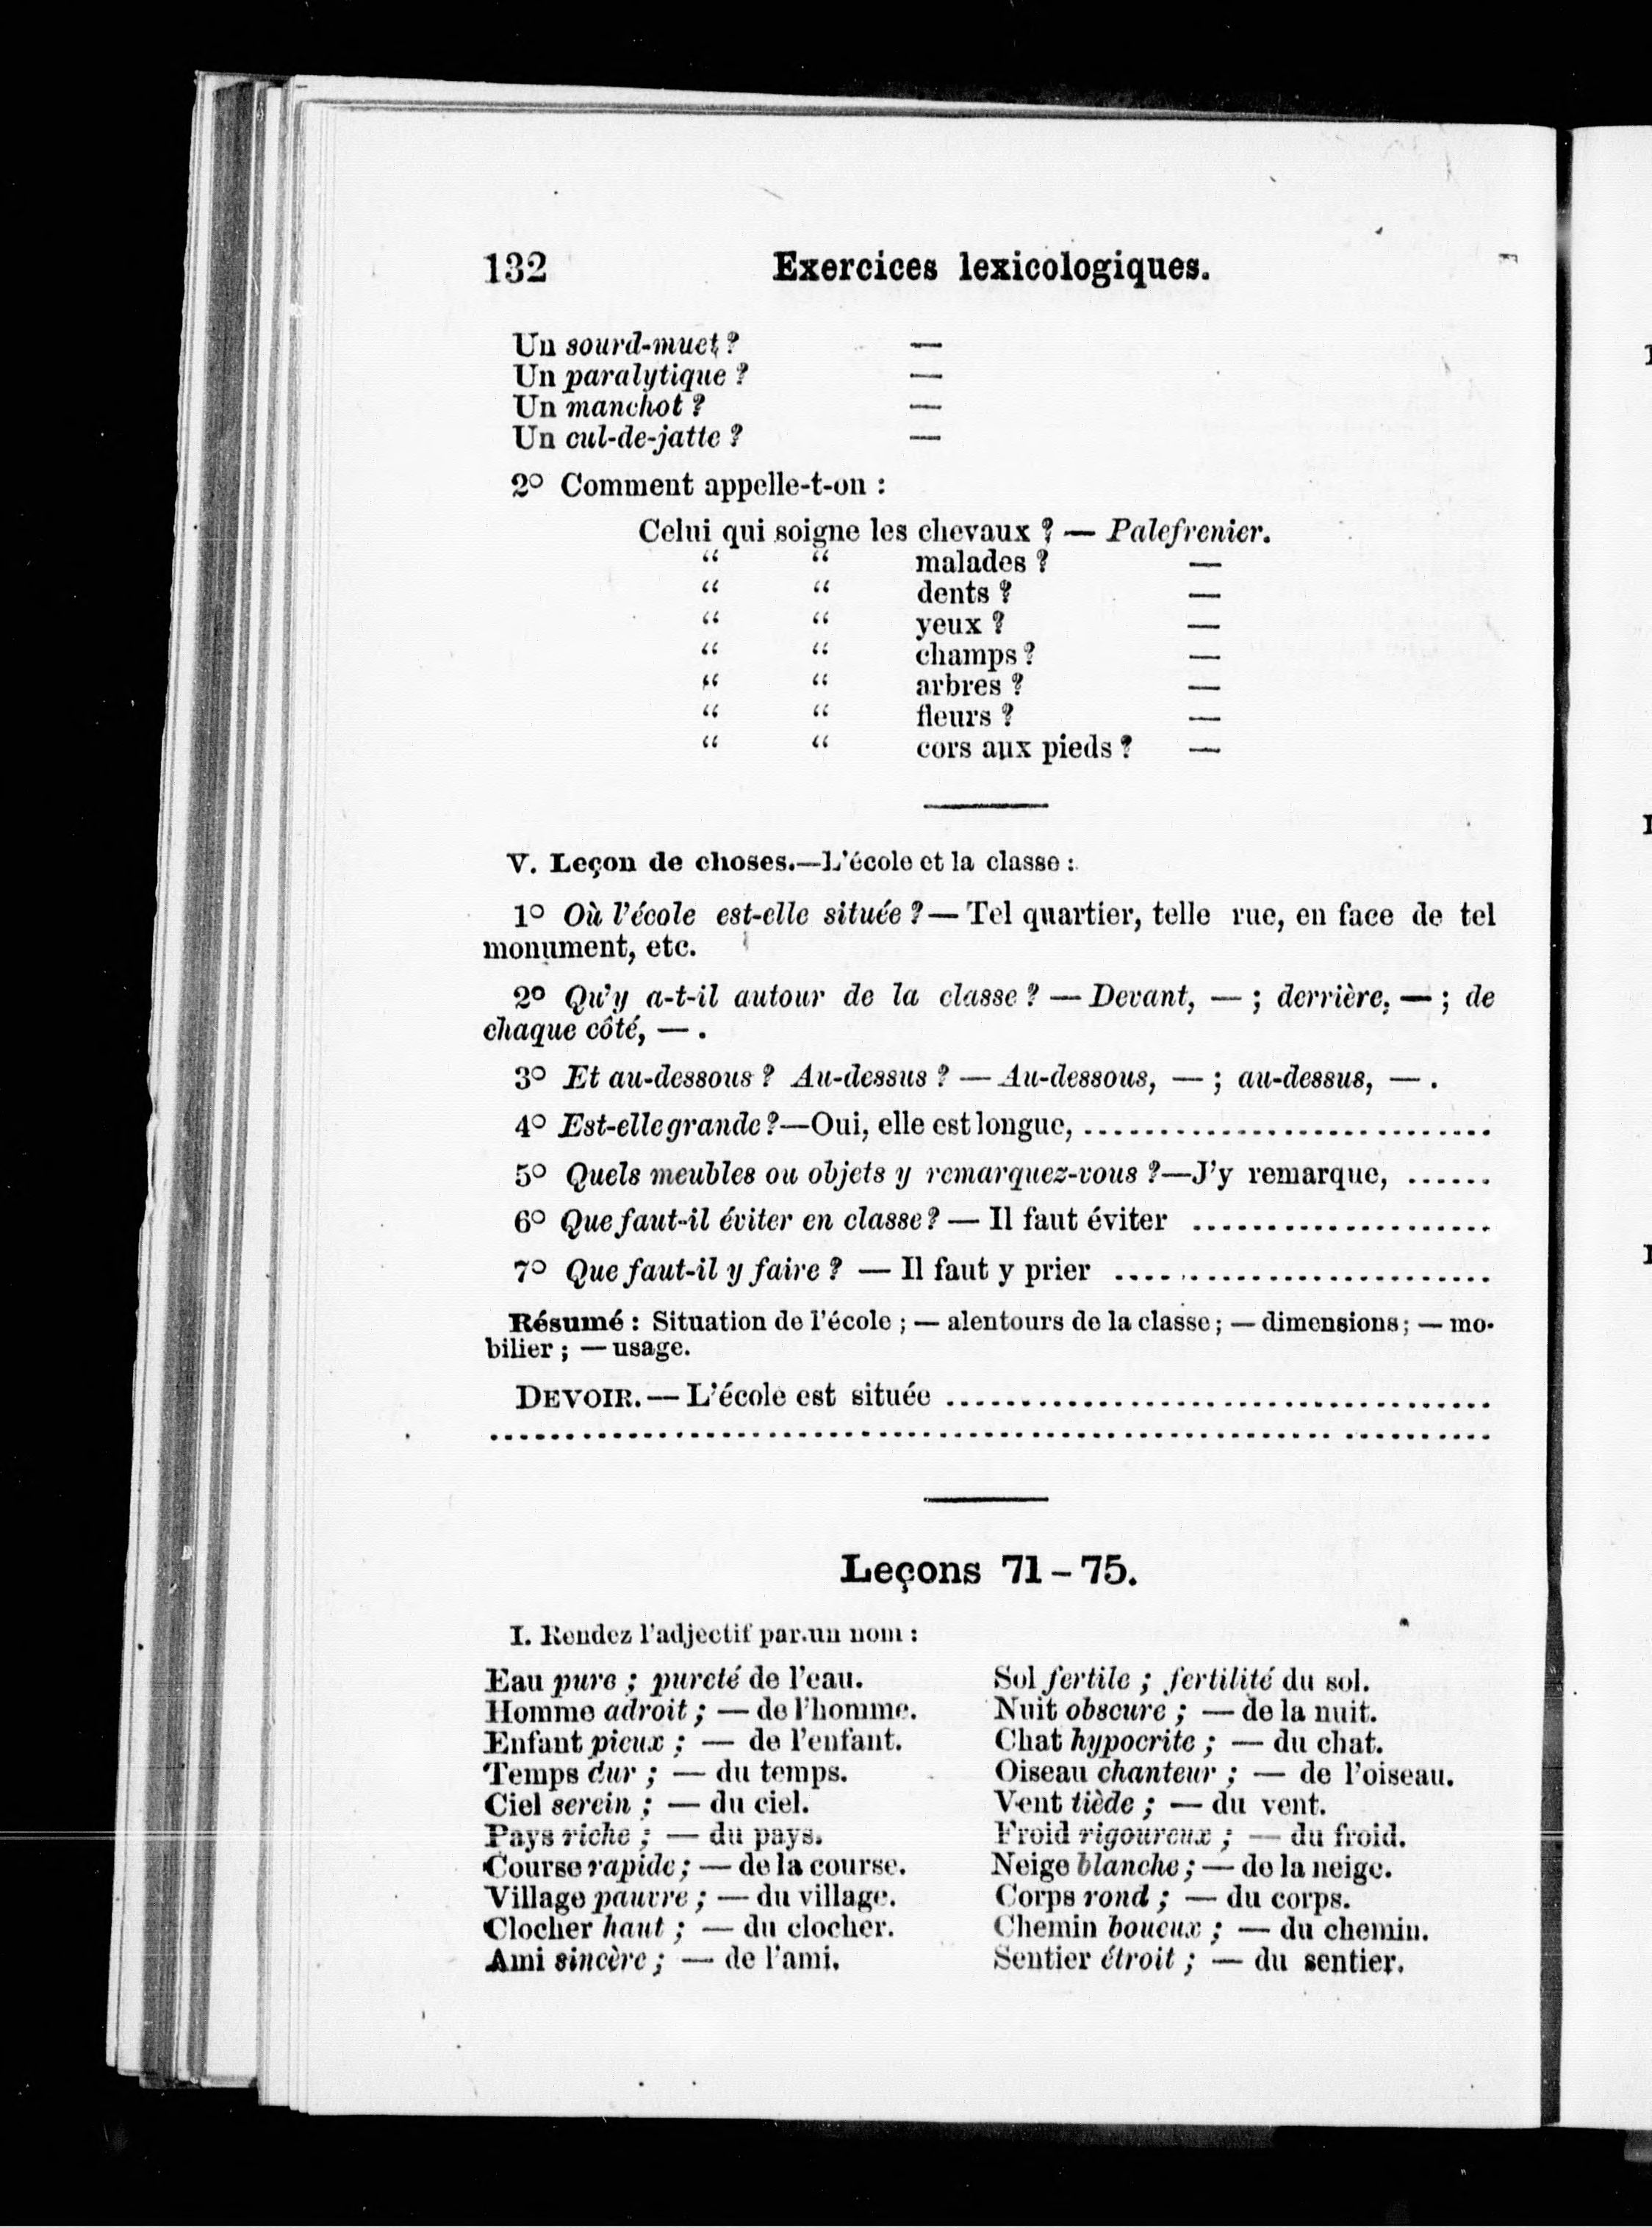 132 Exercices lexicologiques.
Un sourd-muet ? —
Un paralytique ? —
Un manchot ? —
Un cul-de-jatte ? —
2° Comment appelle-t-on :
Celui qui soigne les chevaux ? — Palefrenier.
“ “ malades ? —
“ “ dents ? —
“ “ yeux ? —
“ “ champs ? —
“ “ arbres ? —
“ “ fleurs ? —
“ “ cors aux pieds ? —
V. Leçon de choses.—L'école et la classe :
1° Où l'école est-elle située ? — Tel quartier, telle rue, en face de tel
monument, etc.
2° Qu'y a-t-il autour de la classe ? — Devant, — ; derrière, — ; de
chaque côté, — .
3° Et au-dessous ? Au-dessus ? — Au-dessous, — ; au-dessus, — .
4° Est-elle grande ?—Oui, elle est longue, ...........................
5° Quels meubles ou objets y remarquez-vous ?—J'y remarque, ......
6° Que faut-il éviter en classe ? — Il faut éviter ....................
7° Que faut-il y faire ? — Il faut y prier .........................
Résumé : Situation de l'école ; — alentours de la classe ; — dimensions ; — mo-
bilier ; — usage.
DEVOIR. — L'école est située ....................................
..................................................................
Leçons 71 – 75.
I. Rendez l'adjectif par un nom :
Eau pure ; pureté de l'eau.
Homme adroit ; — de l'homme.
Enfant pieux ; — de l'enfant.
Temps dur ; — du temps.
Ciel serein ; — du ciel.
Pays riche ; — du pays.
Course rapide ; — de la course.
Village pauvre ; — du village.
Clocher haut ; — du clocher.
Ami sincère ; — de l'ami.
Sol fertile ; fertilité du sol.
Nuit obscure ; — de la nuit.
Chat hypocrite ; — du chat.
Oiseau chanteur ; — de l'oiseau.
Vent tiède ; — du vent.
Froid rigoureux ; — du froid.
Neige blanche ; — de la neige.
Corps rond ; — du corps.
Chemin boueux ; — du chemin.
Sentier étroit ; — du sentier.